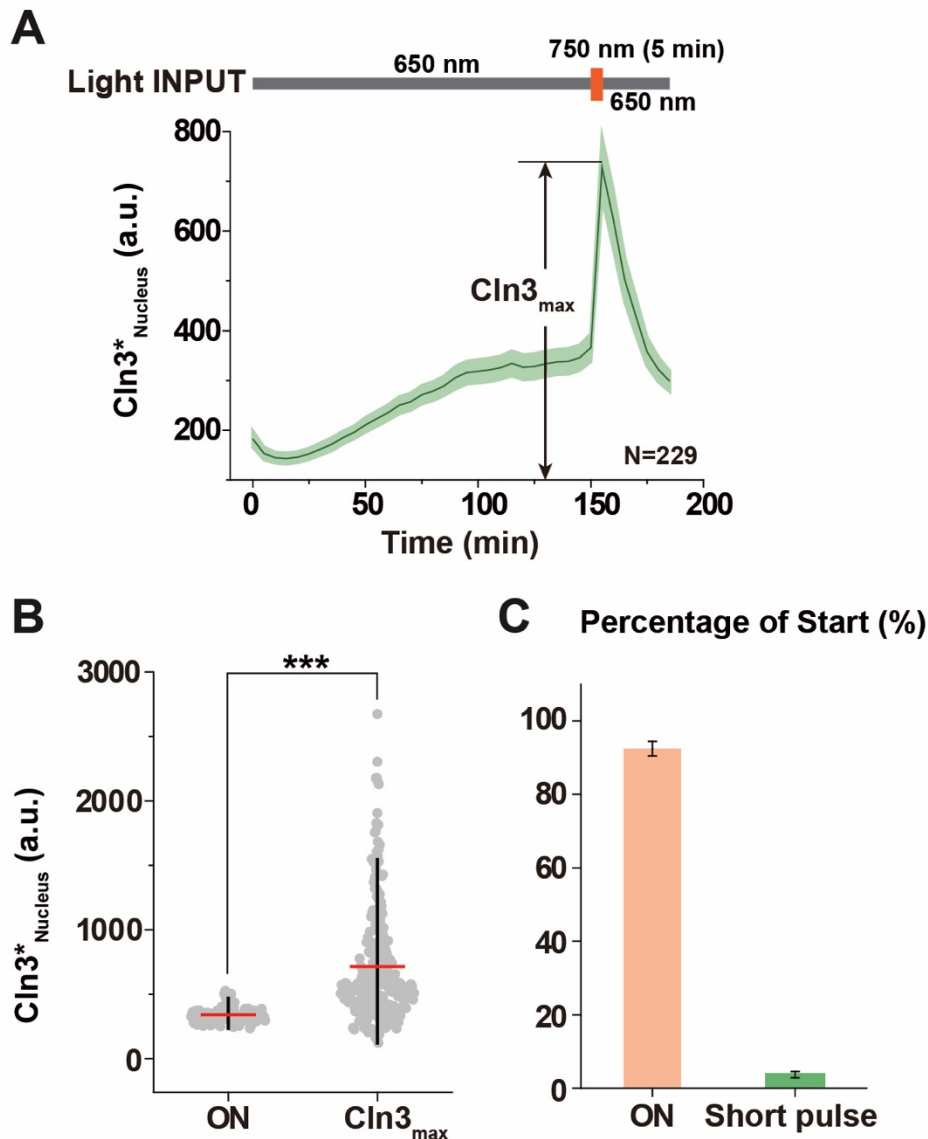 A
750 nm (5 min)
650 nm
Light INPUT
650 nm
800
600
400
200
Cln3*Nucleus (a.u.)
Cln3max
N=229
0 50 100 150 200
Time (min)
B
***
3000
2000
1000
0
Cln3*Nucleus (a.u.)
ON Cln3max
C Percentage of Start (%)
100
80
60
40
20
0
ON Short pulse